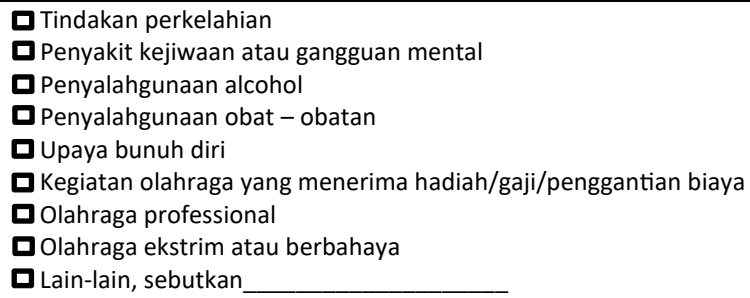 Tindakan perkelahian
Penyakit kejiwaan atau gangguan mental
Penyalahgunaan alcohol
Penyalahgunaan obat – obatan
Upaya bunuh diri
Kegiatan olahraga yang menerima hadiah/gaji/penggantian biaya
Olahraga professional
Olahraga ekstrim atau berbahaya
Lain-lain, sebutkan____________________